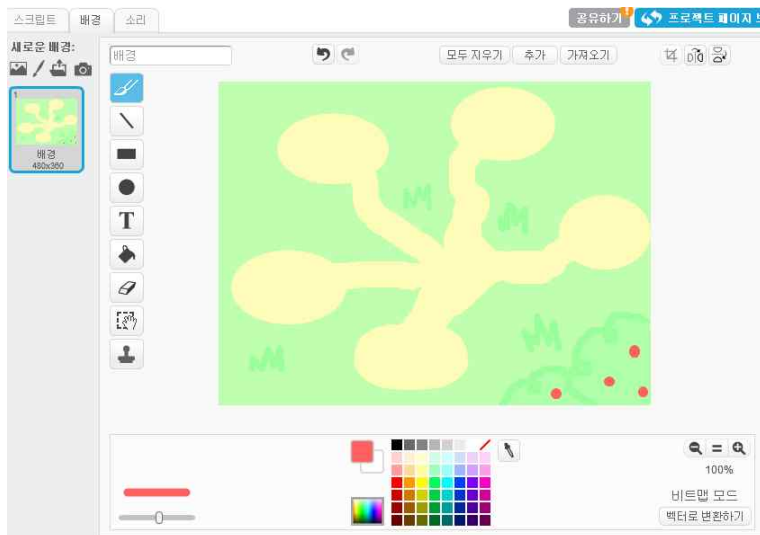 스크립트 배경 소리 공유하기 프로젝트 페이지
새로운 배경:
배경 모두 지우기 추가 가져오기
1
배경
480x360
T
100%
비트맵 모드
벡터로 변환하기